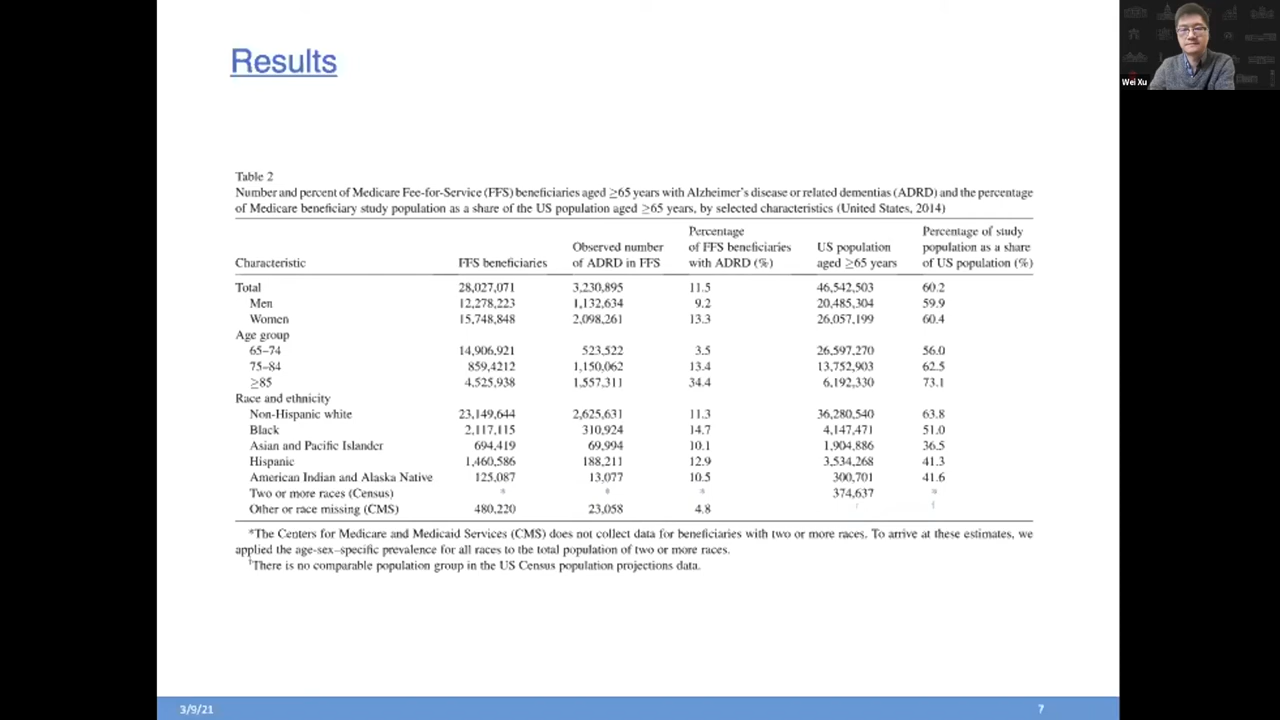 Results
Wei Xu
Table 2
Number and percent of Medicare Fee-for-Service (FFS) beneficiaries aged ≥65 years with Alzheimer's disease or related dementias (ADRD) and the percentage
of Medicare beneficiary study population as a share of the US population aged ≥65 years, by selected characteristics (United States, 2014)
Characteristic FFS beneficiaries Observed number of ADRD in FFS Percentage of FFS beneficiaries with ADRD (%) US population aged ≥65 years Percentage of study population as a share of US population (%)
Total 28,027,071 3,230,895 11.5 46,542,503 60.2
Men 12,278,223 1,132,634 9.2 20,485,304 59.9
Women 15,748,848 2,098,261 13.3 26,057,199 60.4
Age group
65–74 14,906,921 523,522 3.5 26,597,270 56.0
75–84 859,4212 1,150,062 13.4 13,752,903 62.5
≥85 4,525,938 1,557,311 34.4 6,192,330 73.1
Race and ethnicity
Non-Hispanic white 23,149,644 2,625,631 11.3 36,280,540 63.8
Black 2,117,115 310,924 14.7 4,147,471 51.0
Asian and Pacific Islander 694,419 69,994 10.1 1,904,886 36.5
Hispanic 1,460,586 188,211 12.9 3,534,268 41.3
American Indian and Alaska Native 125,087 13,077 10.5 300,701 41.6
Two or more races (Census) * * * 374,637 *
Other or race missing (CMS) 480,220 23,058 4.8 † †
*The Centers for Medicare and Medicaid Services (CMS) does not collect data for beneficiaries with two or more races. To arrive at these estimates, we
applied the age-sex–specific prevalence for all races to the total population of two or more races.
†There is no comparable population group in the US Census population projections data.
3/9/21
7